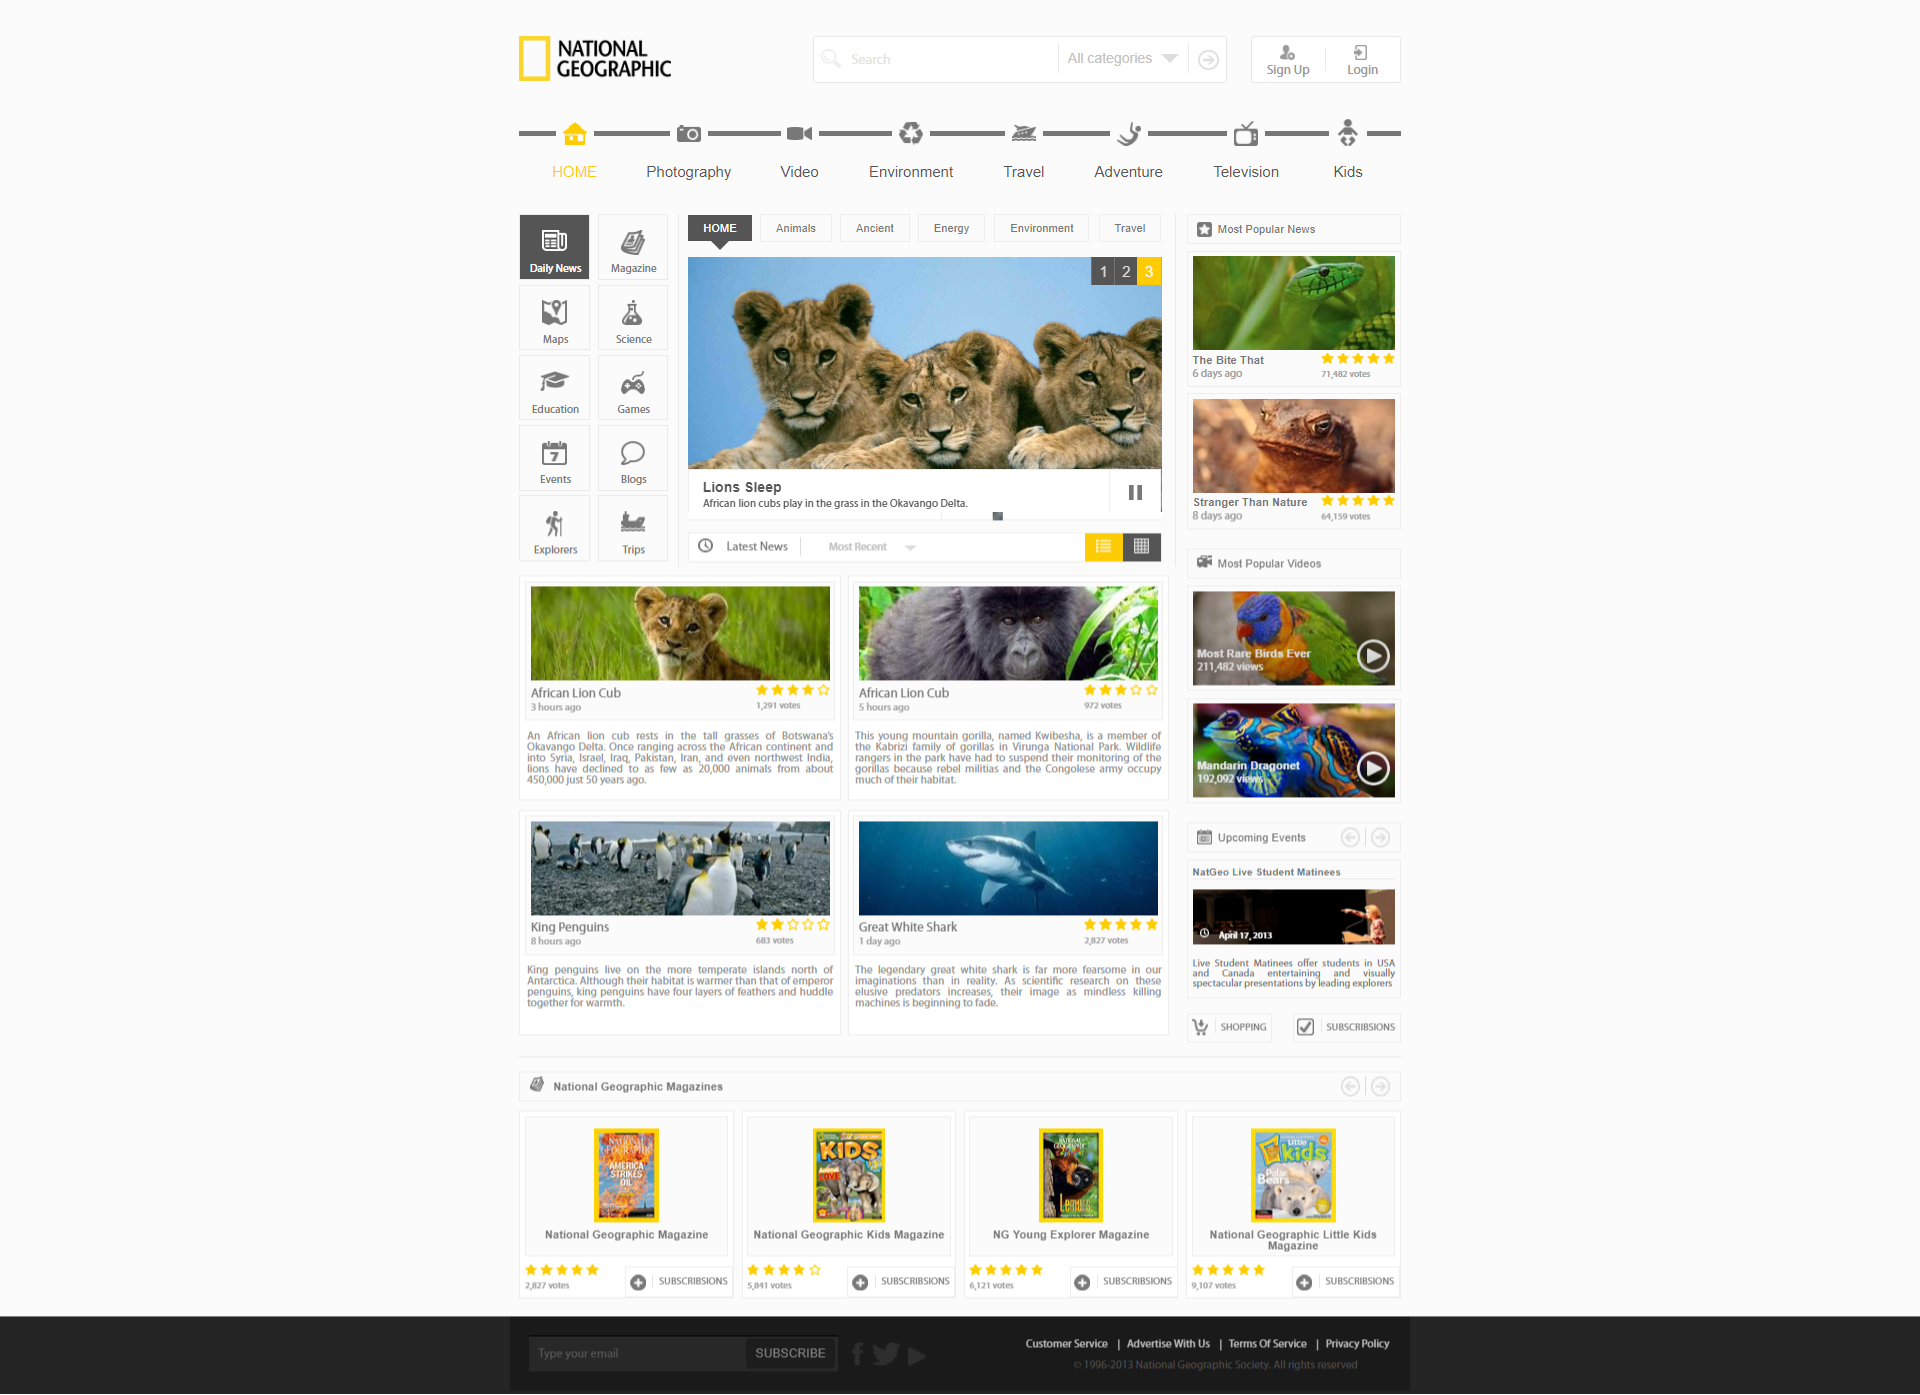 NATIONAL
GEOGRAPHIC
Search
All categories
Sign Up
Login
HOME
Photography
Video
Environment
Travel
Adventure
Television
Kids
Daily News
Magazine
Maps
Science
Education
Games
Events
7
Blogs
Explorers
Trips
HOME
Animals
Ancient
Energy
Environment
Travel
1 2 3
Lions Sleep
African lion cubs play in the grass in the Okavango Delta.
Latest News
Most Recent
African Lion Cub
3 hours ago
1,291 votes
An African lion cub rests in the tall grasses of Botswana's
Okavango Delta. Once ranging across the African continent and
into Syria, Israel, Iraq, Pakistan, Iran, and even northwest India,
lions have declined to as few as 20,000 animals from about
450,000 just 50 years ago.
African Lion Cub
5 hours ago
972 votes
This young mountain gorilla, named Kwibesha, is a member of
the Kabrizi family of gorillas in Virunga National Park. Wildlife
rangers in the park have had to suspend their monitoring of the
gorillas because rebel militias and the Congolese army occupy
much of their habitat.
King Penguins
8 hours ago
683 votes
King penguins live on the more temperate islands north of
Antarctica. Although their habitat is warmer than that of emperor
penguins, king penguins have four layers of feathers and huddle
together for warmth.
Great White Shark
1 day ago
2,827 votes
The legendary great white shark is far more fearsome in our
imaginations than in reality. As scientific research on these
elusive predators increases, their image as mindless killing
machines is beginning to fade.
Most Popular News
The Bite That
6 days ago
71,482 votes
Stranger Than Nature
8 days ago
64,159 votes
Most Popular Videos
Most Rare Birds Ever
211,482 views
Mandarin Dragonet
192,092 views
Upcoming Events
NatGeo Live Student Matinees
April 17, 2013
Live Student Matinees offer students in USA
and Canada entertaining and visually
spectacular presentations by leading explorers
SHOPPING
SUBSCRIBSIONS
National Geographic Magazines
NATIONAL
GEOGRAPHIC
AMERICA
STRIKES
OIL
National Geographic Magazine
2,827 votes
SUBSCRIBSIONS
KIDS
LOVE
National Geographic Kids Magazine
5,841 votes
SUBSCRIBSIONS
NATIONAL
GEOGRAPHIC
Lemurs
NG Young Explorer Magazine
6,121 votes
SUBSCRIBSIONS
Little
kids
Polar
Bears
National Geographic Little Kids
Magazine
9,107 votes
SUBSCRIBSIONS
Type your email
SUBSCRIBE
Customer Service | Advertise With Us | Terms Of Service | Privacy Policy
© 1996-2013 National Geographic Society. All rights reserved